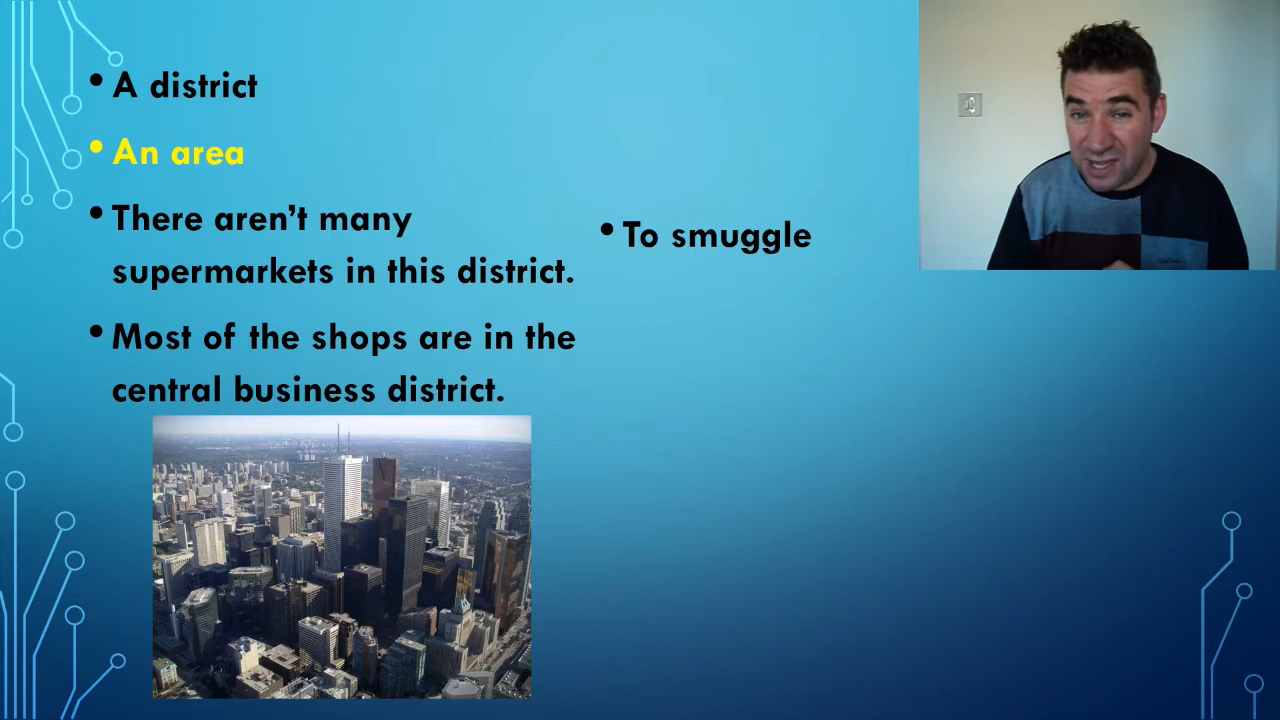 • A district
• An area
• There aren’t many
supermarkets in this district.
• Most of the shops are in the
central business district.
• To smuggle